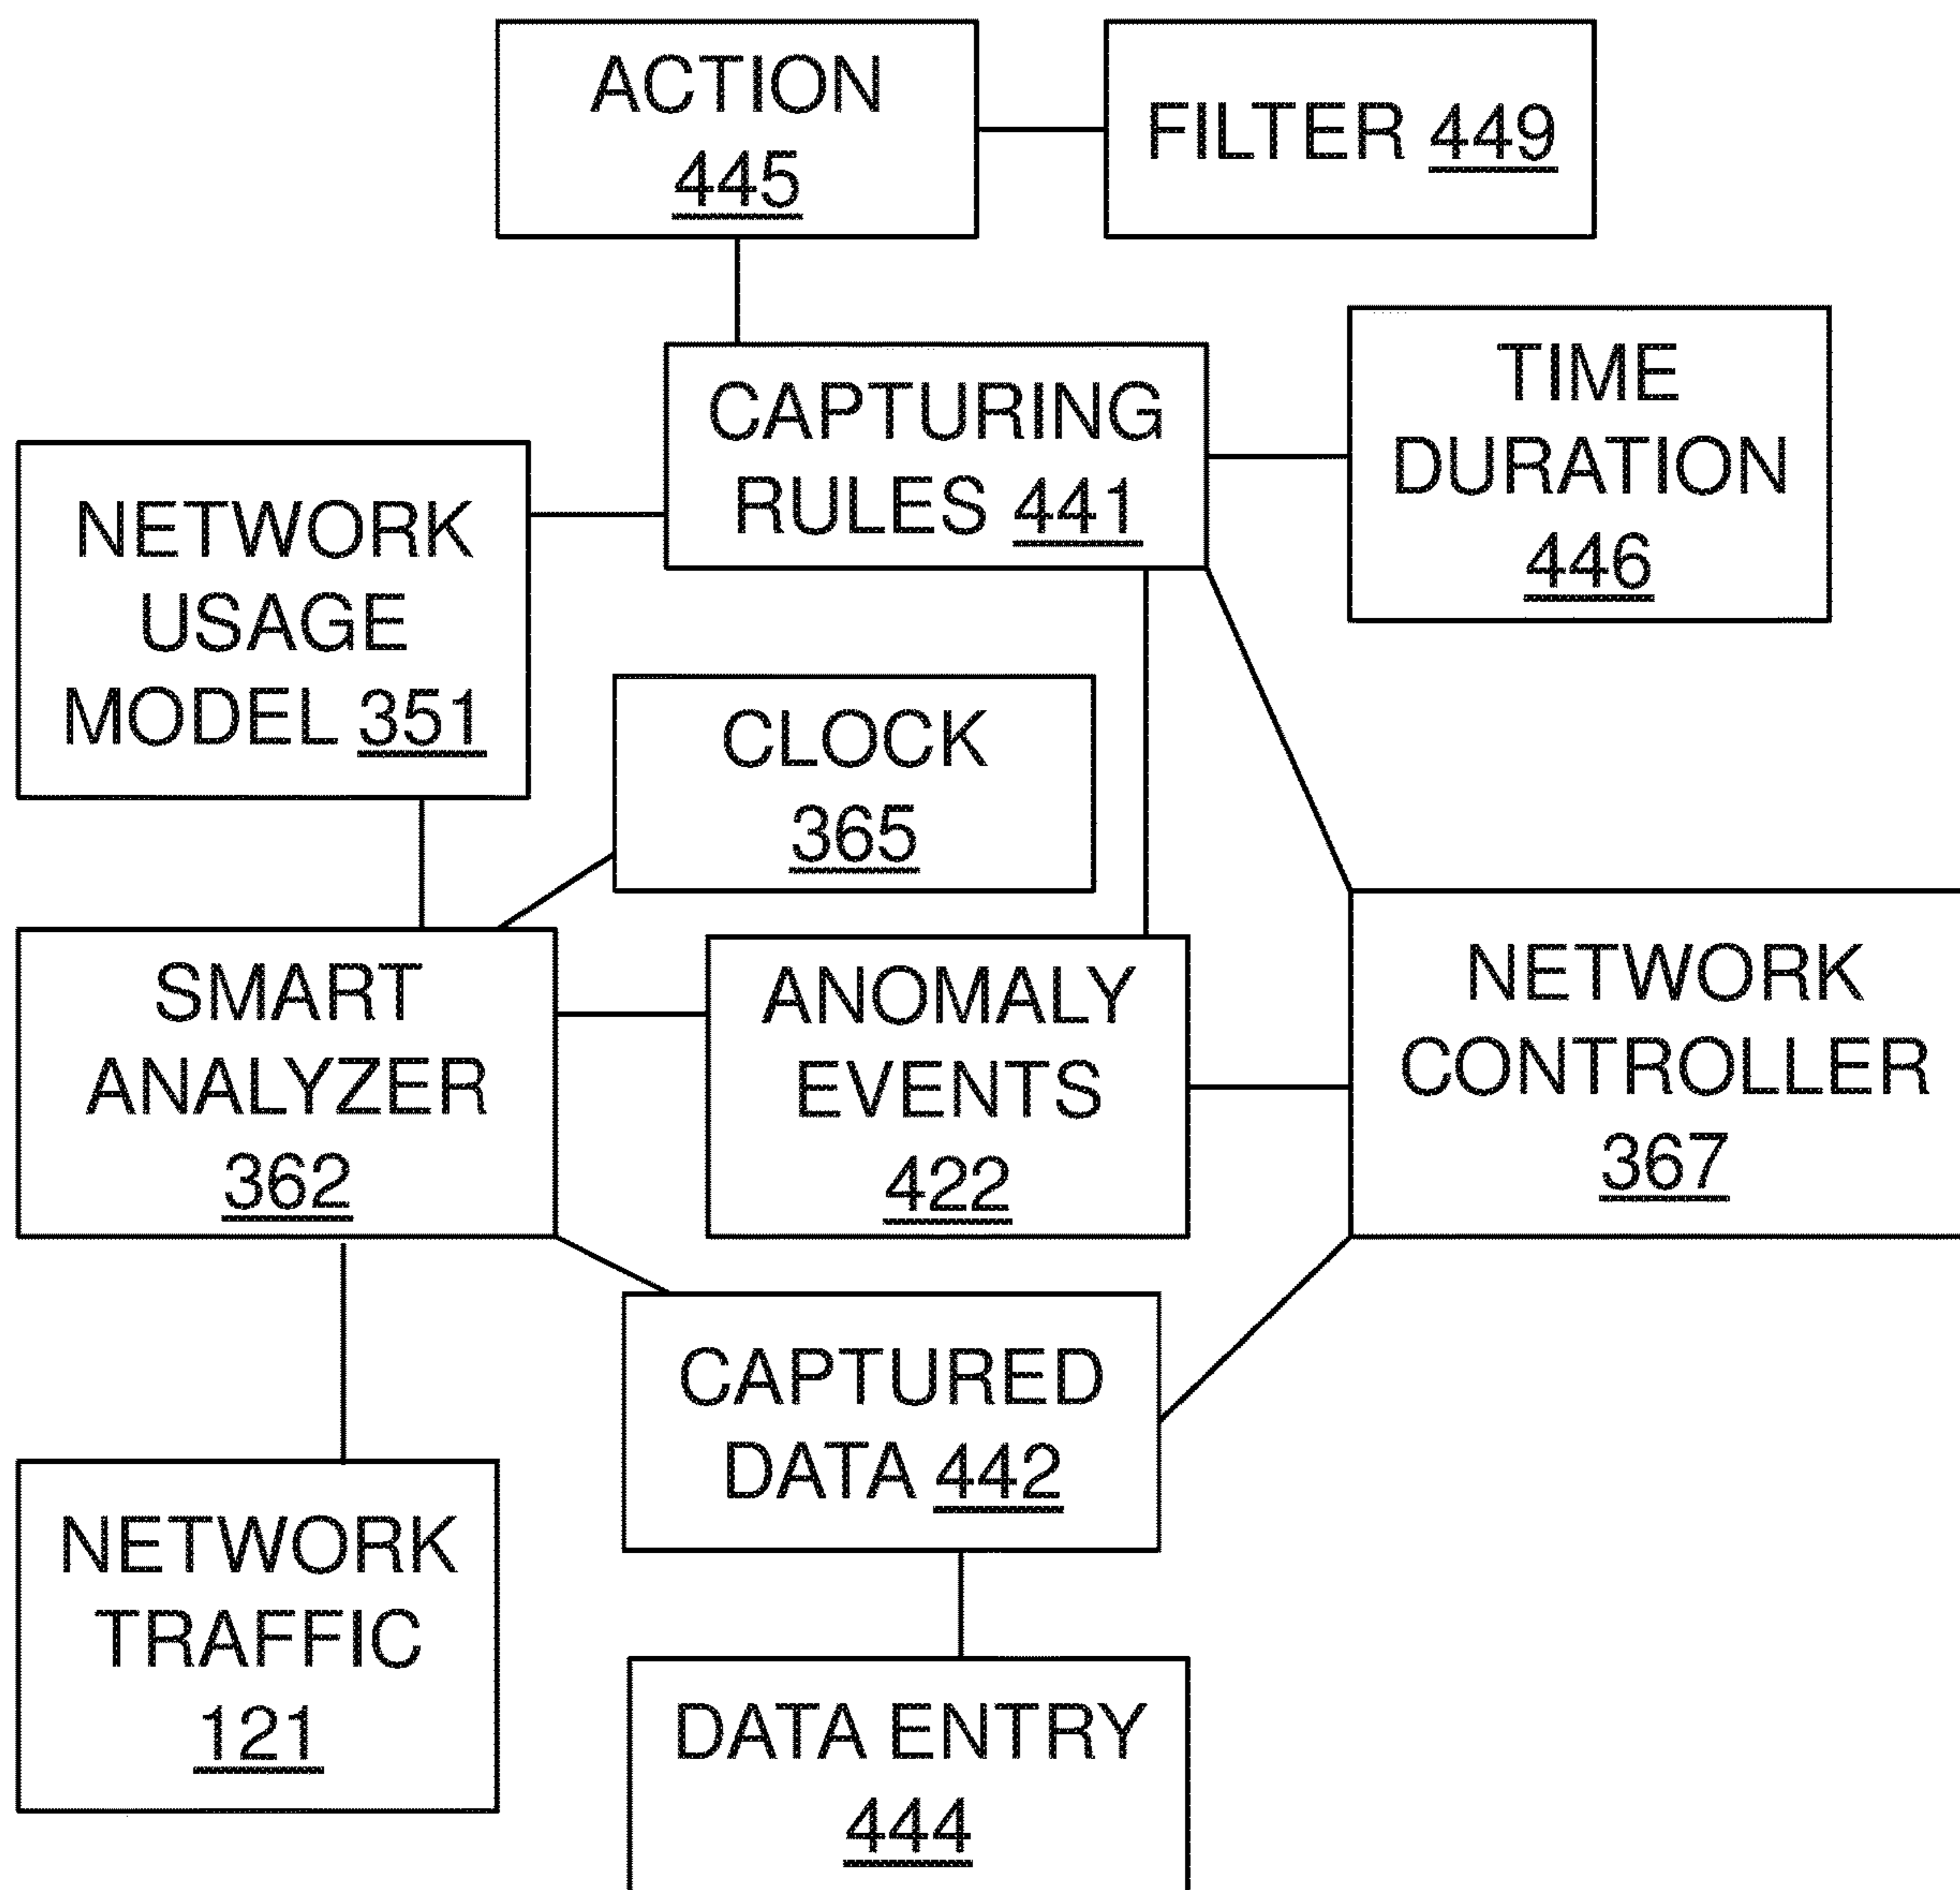 ACTION
445
FILTER 449
CAPTURING
RULES 441
TIME
DURATION
446
NETWORK
USAGE
MODEL 351
CLOCK
365
SMART
ANALYZER
362
ANOMALY
EVENTS
422
NETWORK
CONTROLLER
367
CAPTURED
DATA 442
NETWORK
TRAFFIC
121
DATA ENTRY
444